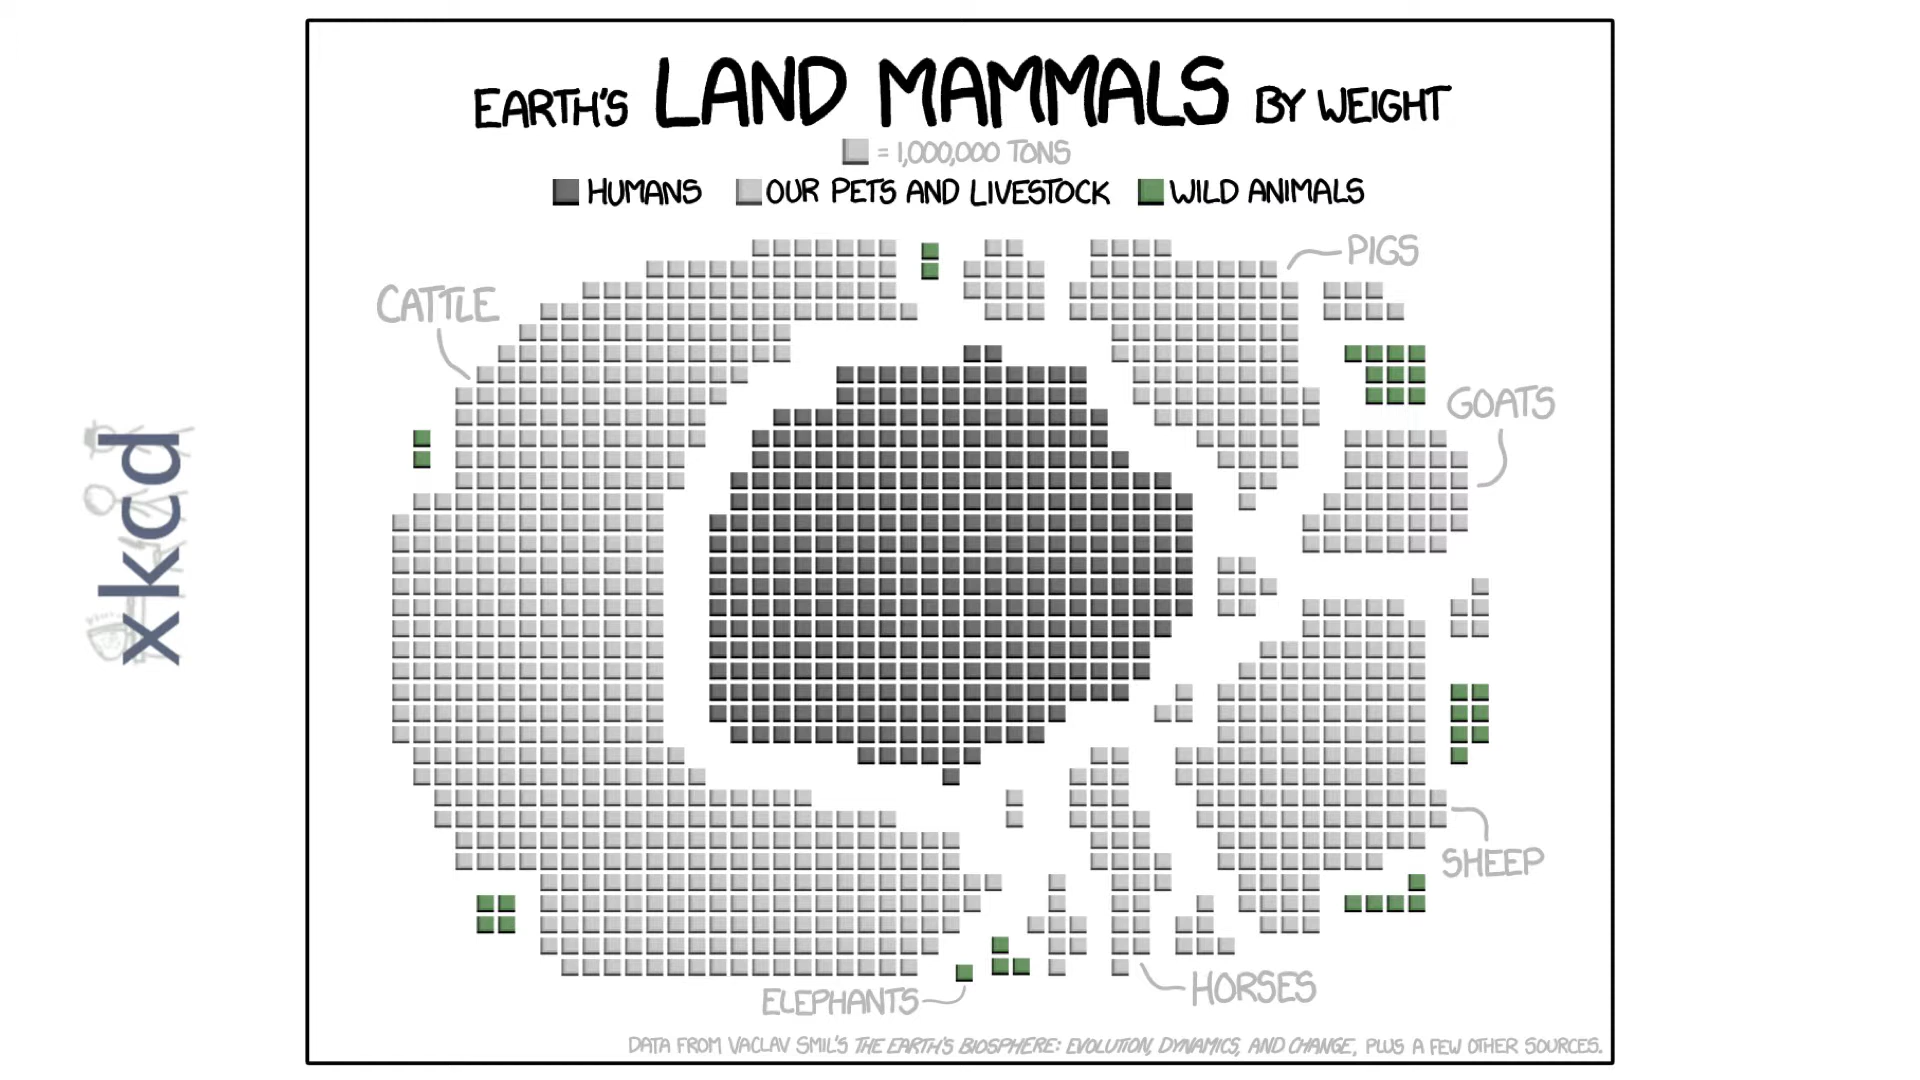 EARTH'S LAND MAMMALS BY WEIGHT
= 1,000,000 TONS
HUMANS OUR PETS AND LIVESTOCK WILD ANIMALS
PIGS
CATTLE
GOATS
xkcd
SHEEP
HORSES
ELEPHANTS
DATA FROM VACLAV SMIL'S THE EARTH'S BIOSPHERE: EVOLUTION, DYNAMICS, AND CHANGE, PLUS A FEW OTHER SOURCES.